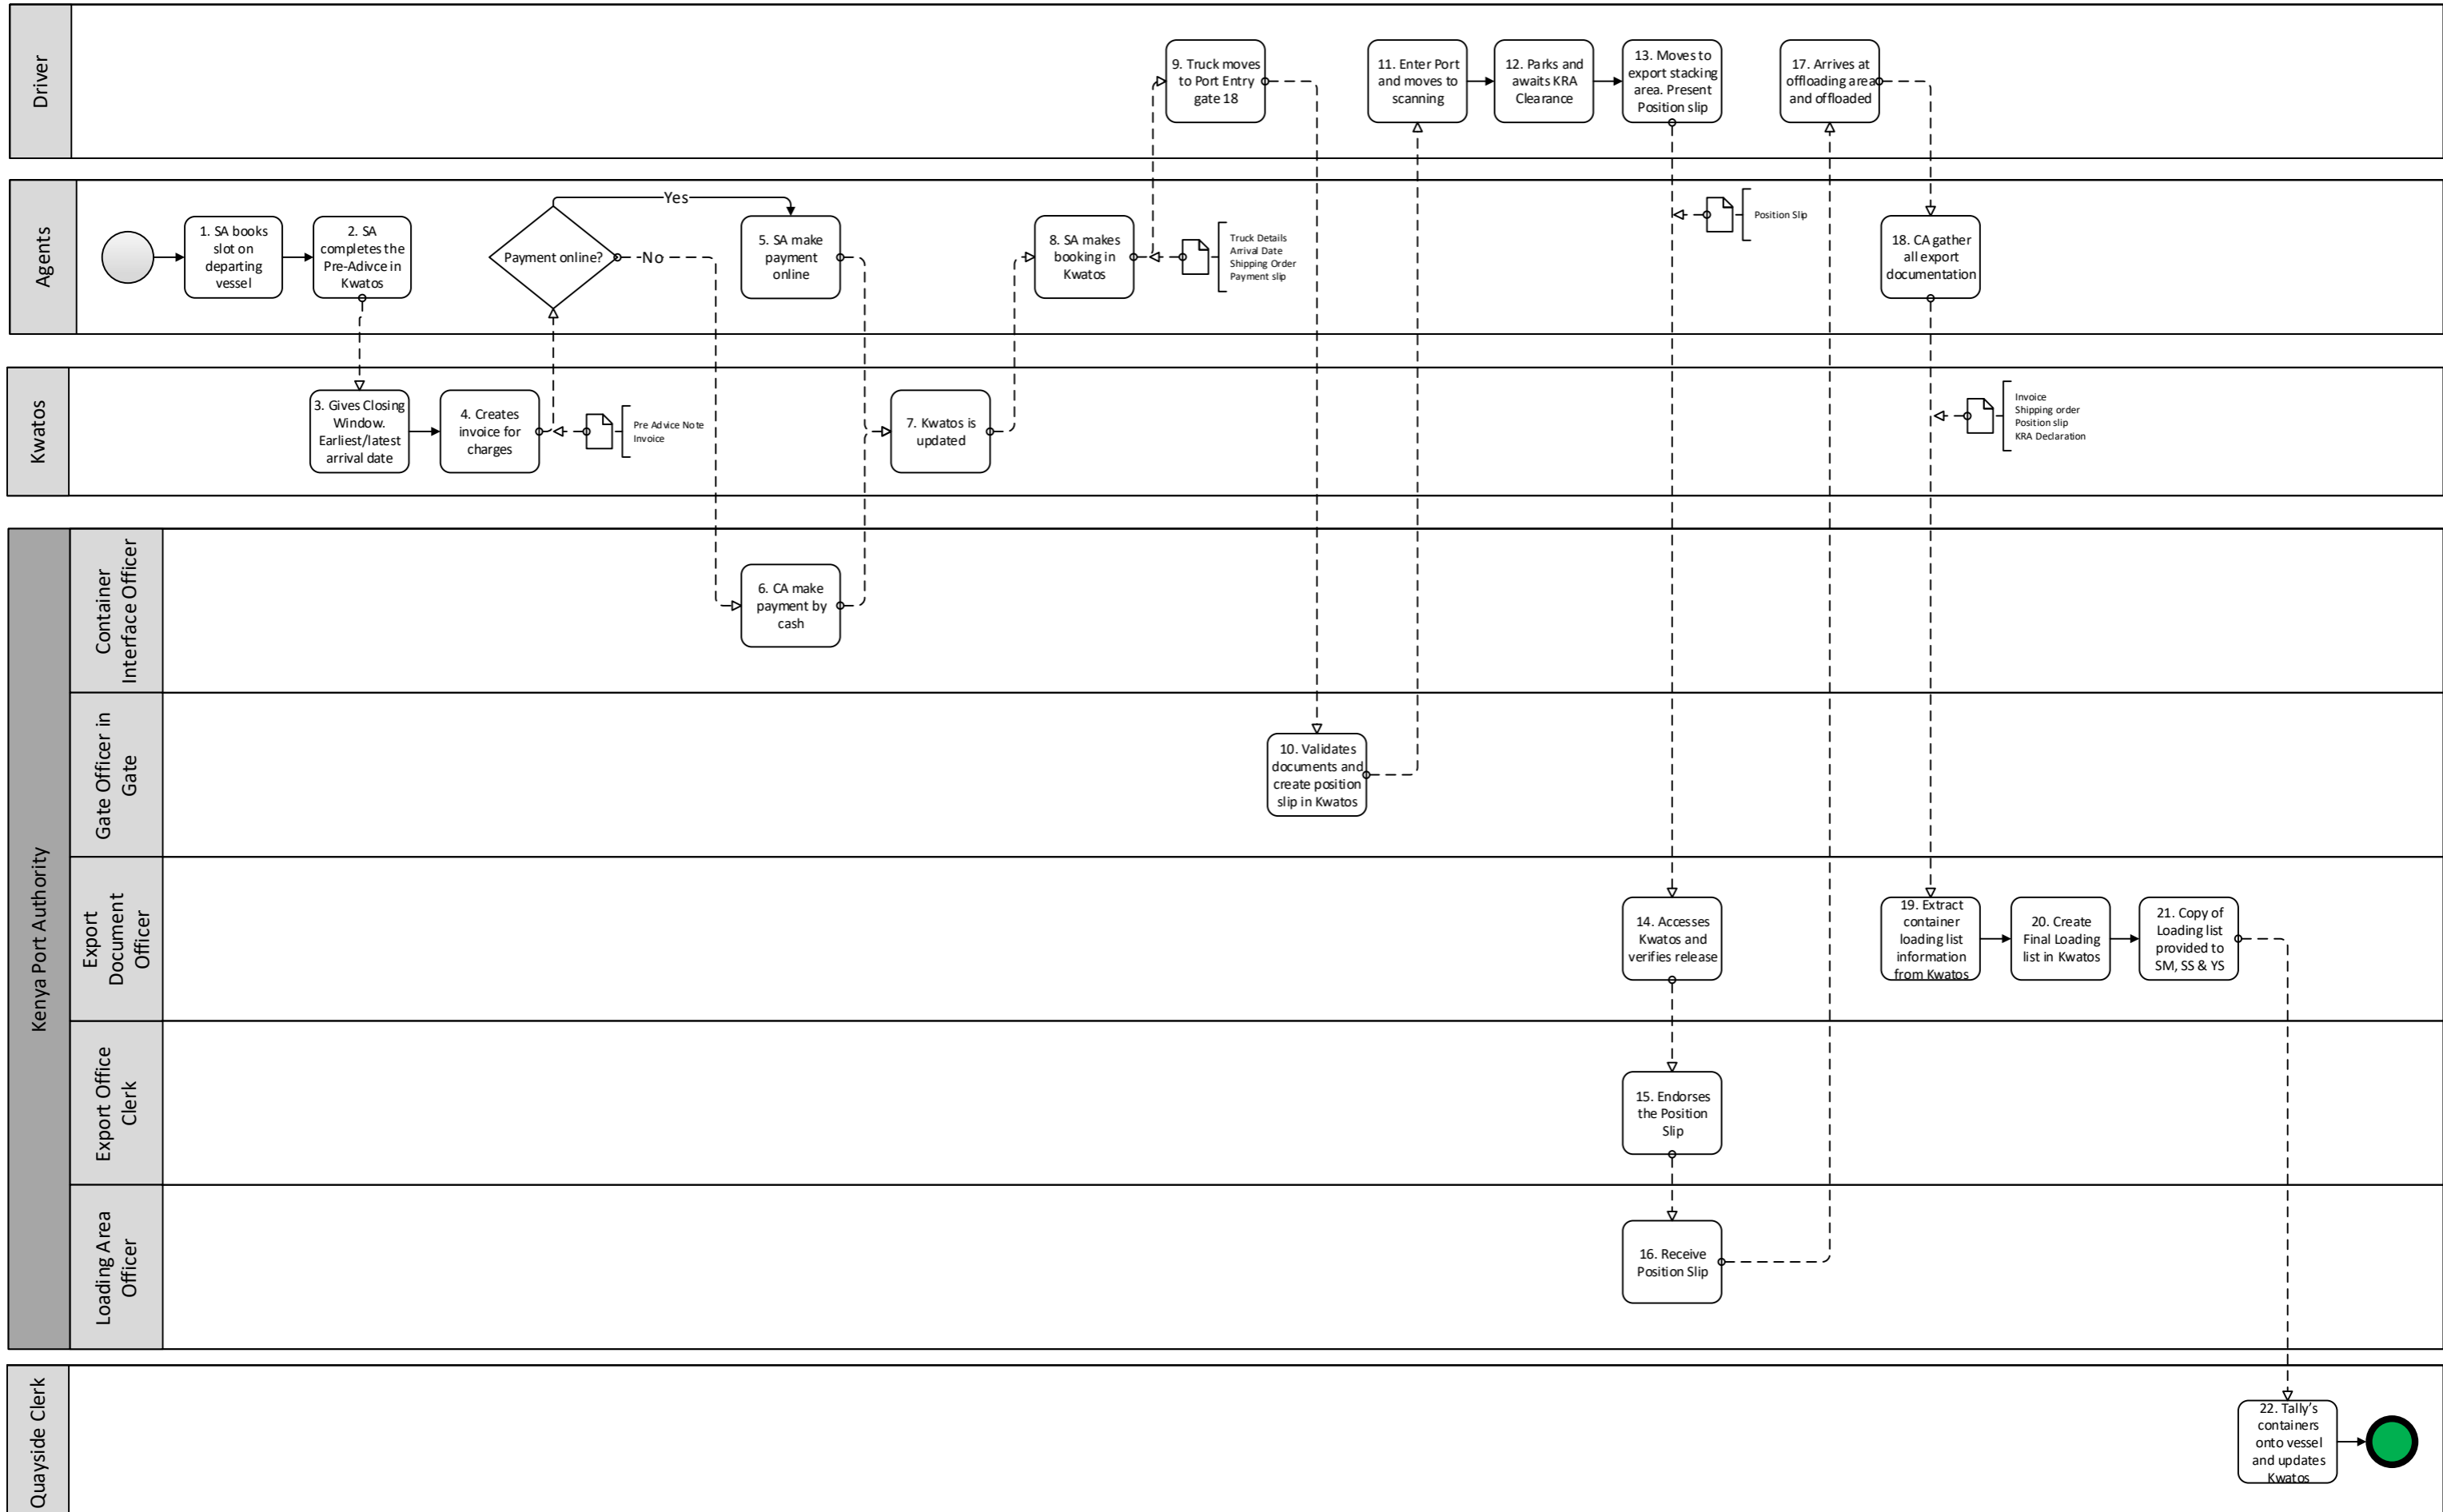 Driver
9. Truck moves
to Port Entry
gate 18
11. Enter Port
and moves to
scanning
12. Parks and
awaits KRA
Clearance
13. Moves to
export stacking
area. Present
Position slip
17. Arrives at
offloading area
and offloaded
Agents
1. SA books
slot on
departing
vessel
2. SA
completes the
Pre-Adivce in
Kwatos
Payment online?
Yes
No
5. SA make
payment
online
8. SA makes
booking in
Kwatos
Truck Details
Arrival Date
Shipping Order
Payment slip
Position Slip
18. CA gather
all export
documentation
Kwatos
3. Gives Closing
Window.
Earliest/latest
arrival date
4. Creates
invoice for
charges
Pre Advice Note
Invoice
7. Kwatos is
updated
Invoice
Shipping order
Position slip
KRA Declaration
Kenya Port Authority
Container
Interface Officer
6. CA make
payment by
cash
Gate Officer in
Gate
10. Validates
documents and
create position
slip in Kwatos
Export
Document
Officer
14. Accesses
Kwatos and
verifies release
19. Extract
container
loading list
information
from Kwatos
20. Create
Final Loading
list in Kwatos
21. Copy of
Loading list
provided to
SM, SS & YS
Export Office
Clerk
15. Endorses
the Position
Slip
Loading Area
Officer
16. Receive
Position Slip
Quayside Clerk
22. Tally's
containers
onto vessel
and updates
Kwatos